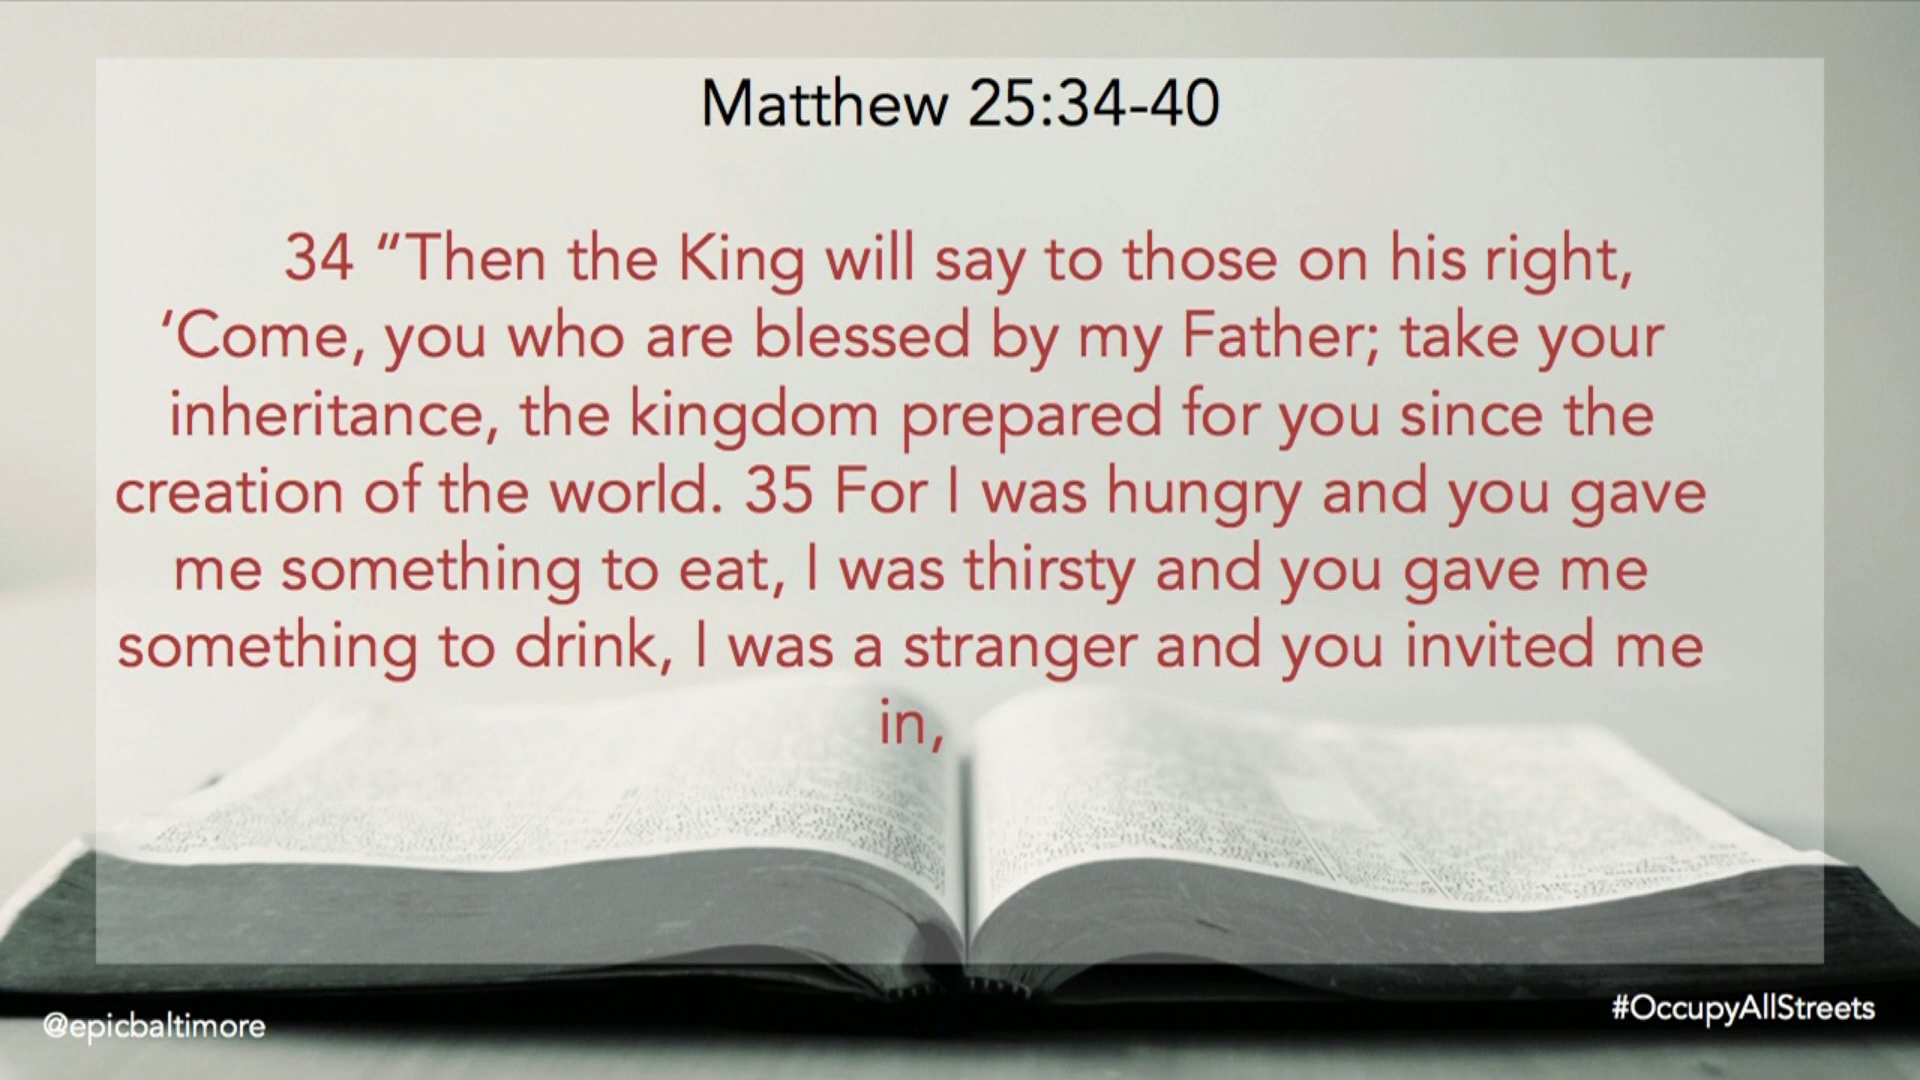 Matthew 25:34-40
34 “Then the King will say to those on his right,
‘Come, you who are blessed by my Father; take your
inheritance, the kingdom prepared for you since the
creation of the world. 35 For I was hungry and you gave
me something to eat, I was thirsty and you gave me
something to drink, I was a stranger and you invited me
in,
@epicbaltimore
#OccupyAllStreets